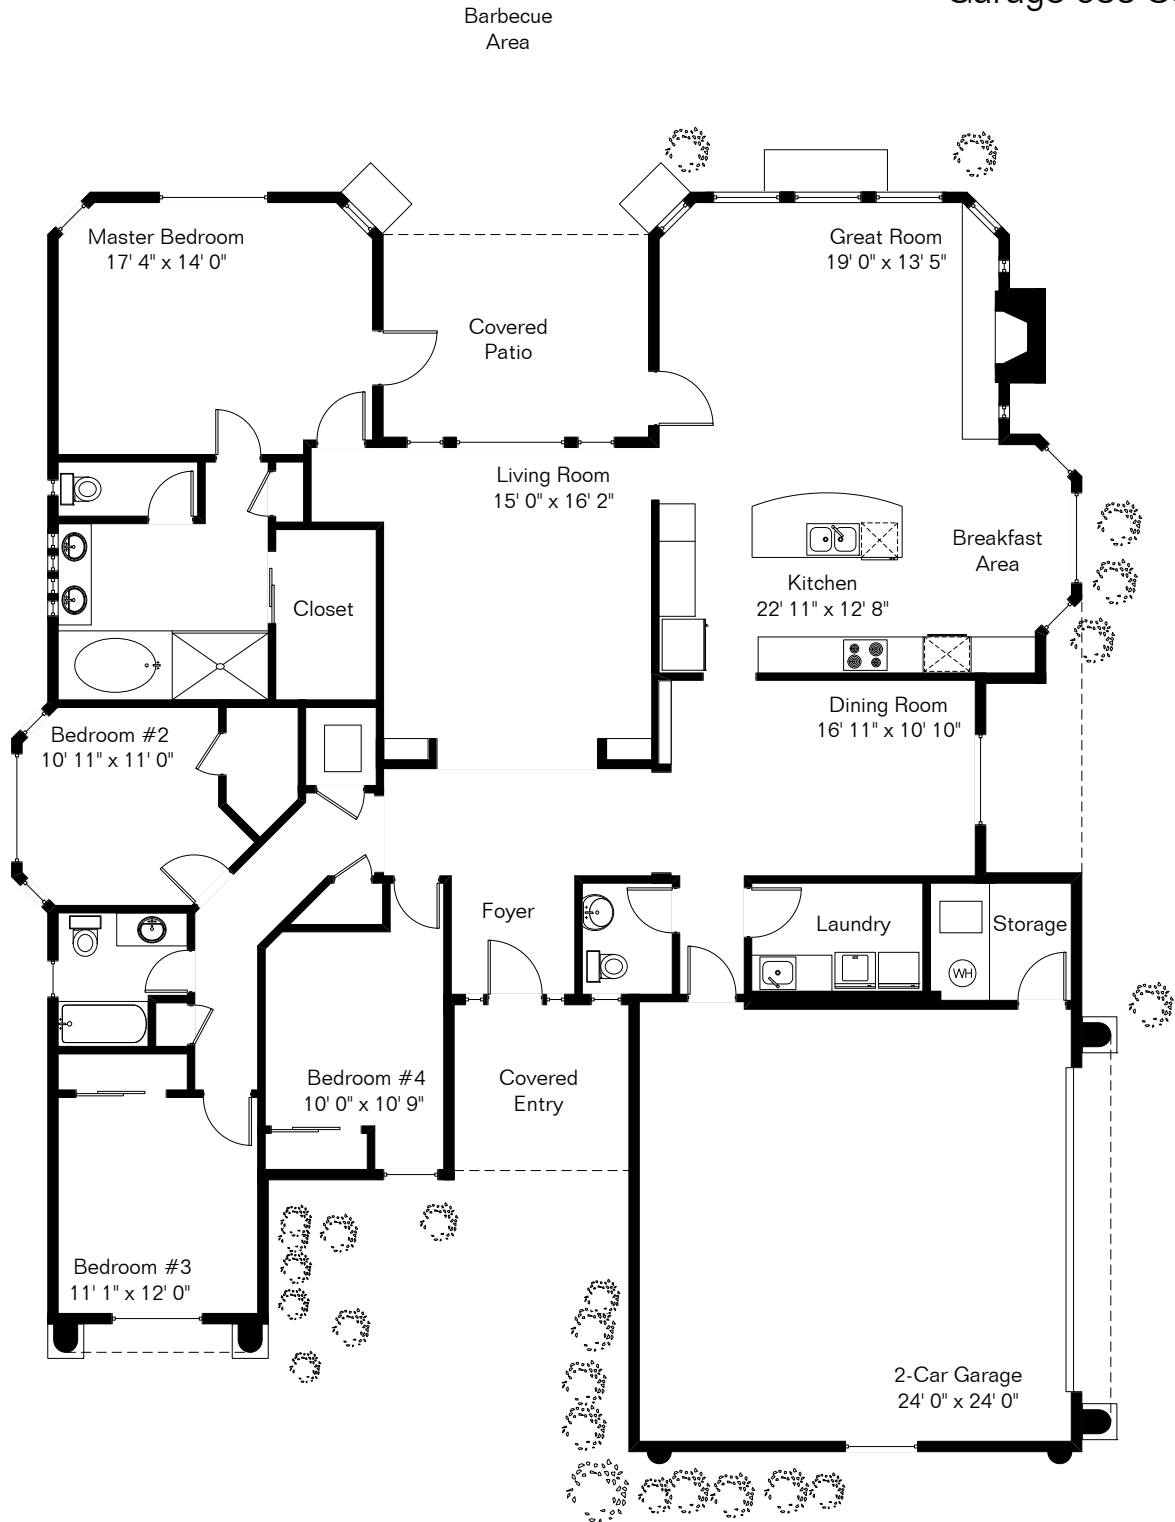 Barbecue
Area
Master Bedroom
17' 4" x 14' 0"
Great Room
19' 0" x 13' 5"
Covered
Patio
Living Room
15' 0" x 16' 2"
Breakfast
Area
Kitchen
22' 11" x 12' 8"
Closet
Dining Room
16' 11" x 10' 10"
Bedroom #2
10' 11" x 11' 0"
Foyer
Laundry
Storage
WH
Bedroom #4
10' 0" x 10' 9"
Covered
Entry
Bedroom #3
11' 1" x 12' 0"
2-Car Garage
24' 0" x 24' 0"